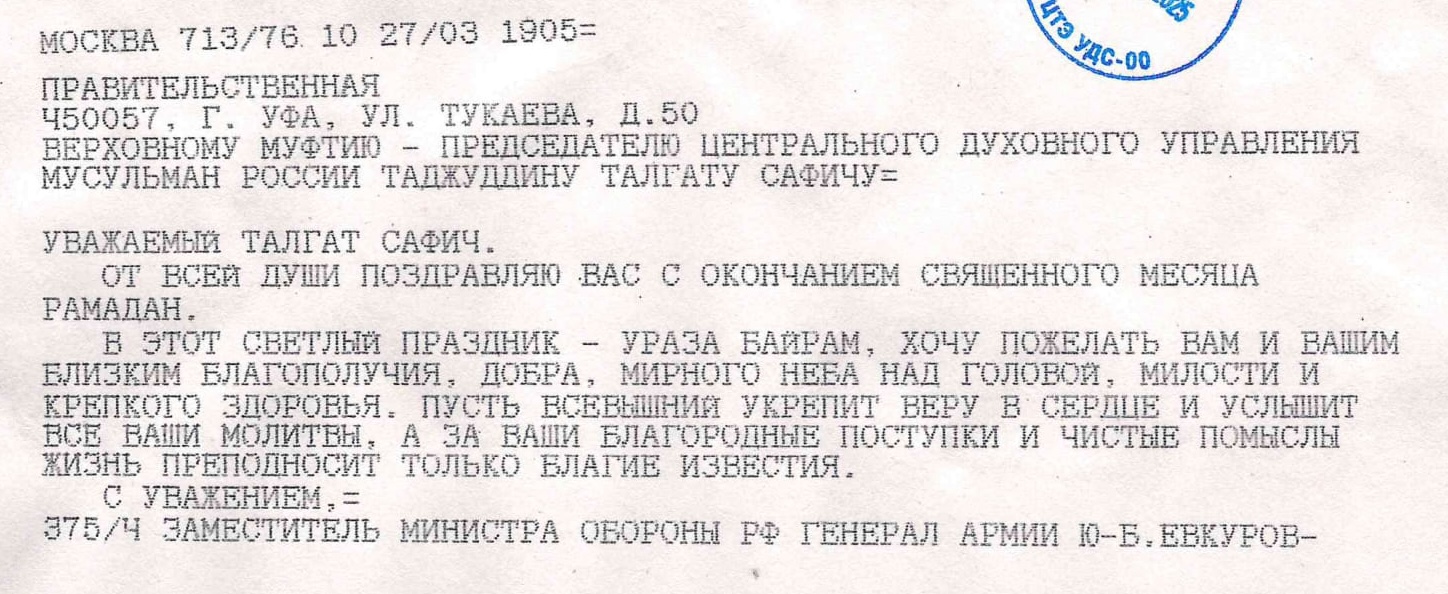 2025
ЦТЭ УДС-00
МОСКВА 713/76 10 27/03 1905=
ПРАВИТЕЛЬСТВЕННАЯ
450057, Г. УФА, УЛ. ТУКАЕВА, Д.50
ВЕРХОВНОМУ МУФТИЮ - ПРЕДСЕДАТЕЛЮ ЦЕНТРАЛЬНОГО ДУХОВНОГО УПРАВЛЕНИЯ
МУСУЛЬМАН РОССИИ ТАДЖУДДИНУ ТАЛГАТУ САФИЧУ=
УВАЖАЕМЫЙ ТАЛГАТ САФИЧ.
ОТ ВСЕЙ ДУШИ ПОЗДРАВЛЯЮ ВАС С ОКОНЧАНИЕМ СВЯЩЕННОГО МЕСЯЦА
РАМАДАН.
В ЭТОТ СВЕТЛЫЙ ПРАЗДНИК - УРАЗА БАЙРАМ, ХОЧУ ПОЖЕЛАТЬ ВАМ И ВАШИМ
БЛИЗКИМ БЛАГОПОЛУЧИЯ, ДОБРА, МИРНОГО НЕБА НАД ГОЛОВОЙ, МИЛОСТИ И
КРЕПКОГО ЗДОРОВЬЯ. ПУСТЬ ВСЕВЫШНИЙ УКРЕПИТ ВЕРУ В СЕРДЦЕ И УСЛЫШИТ
ВСЕ ВАШИ МОЛИТВЫ, А ЗА ВАШИ БЛАГОРОДНЫЕ ПОСТУПКИ И ЧИСТЫЕ ПОМЫСЛЫ
ЖИЗНЬ ПРЕПОДНОСИТ ТОЛЬКО БЛАГИЕ ИЗВЕСТИЯ.
С УВАЖЕНИЕМ,=
375/4 ЗАМЕСТИТЕЛЬ МИНИСТРА ОБОРОНЫ РФ ГЕНЕРАЛ АРМИИ Ю-Б.ЕВКУРОВ-